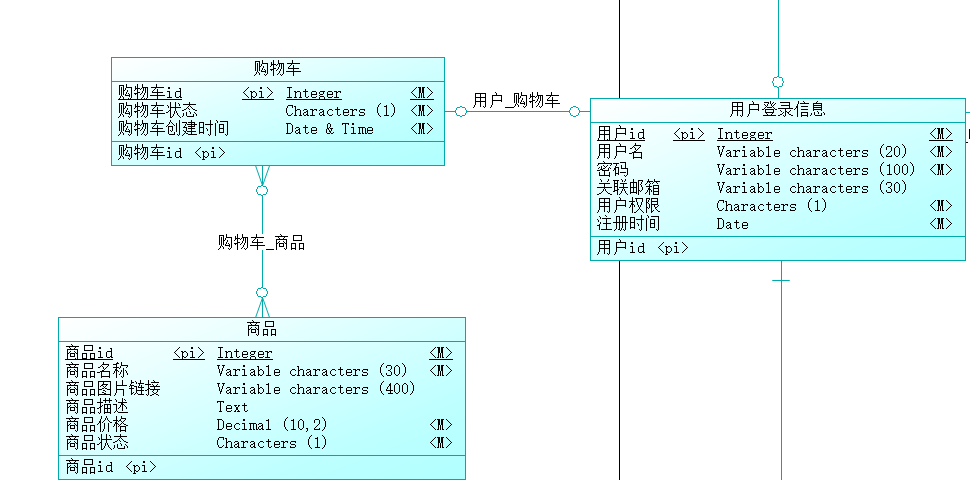 购物车
购物车id <pi> Integer <M>
购物车状态 Characters (1) <M>
购物车创建时间 Date & Time <M>
购物车id <pi>
用户_购物车
用户登录信息
用户id <pi> Integer <M>
用户名 Variable characters (20) <M>
密码 Variable characters (100) <M>
关联邮箱 Variable characters (30)
用户权限 Characters (1) <M>
注册时间 Date <M>
用户id <pi>
购物车_商品
商品
商品id <pi> Integer <M>
商品名称 Variable characters (30) <M>
商品图片链接 Variable characters (400)
商品描述 Text
商品价格 Decimal (10,2) <M>
商品状态 Characters (1) <M>
商品id <pi>